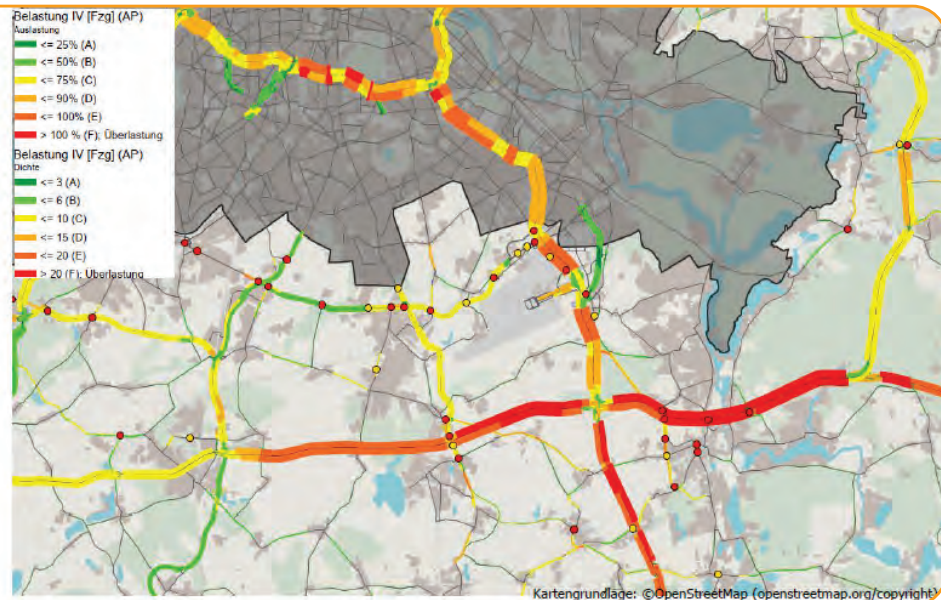 Belastung IV [Fzg] (AP)
Auslastung
<= 25% (A)
<= 50% (B)
<= 75% (C)
<= 90% (D)
<= 100% (E)
> 100 % (F); Überlastung
Belastung IV [Fzg] (AP)
Dichte
<= 3 (A)
<= 6 (B)
<= 10 (C)
<= 15 (D)
<= 20 (E)
> 20 (F); Überlastung
Kartengrundlage: ©OpenStreetMap (openstreetmap.org/copyright)